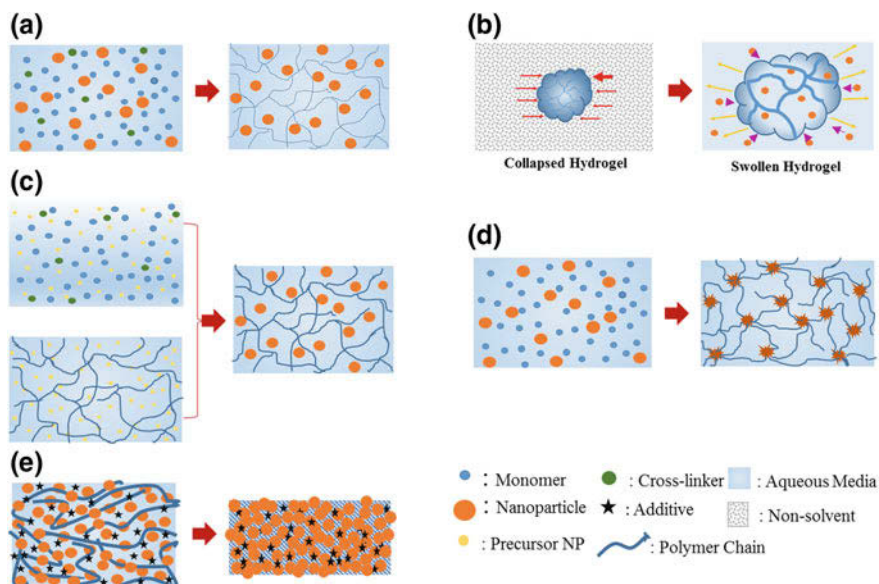 (a)
(b)
Collapsed Hydrogel
Swollen Hydrogel
(c)
(d)
(e)
: Monomer
: Cross-linker
: Aqueous Media
: Nanoparticle
: Additive
: Non-solvent
: Precursor NP
: Polymer Chain